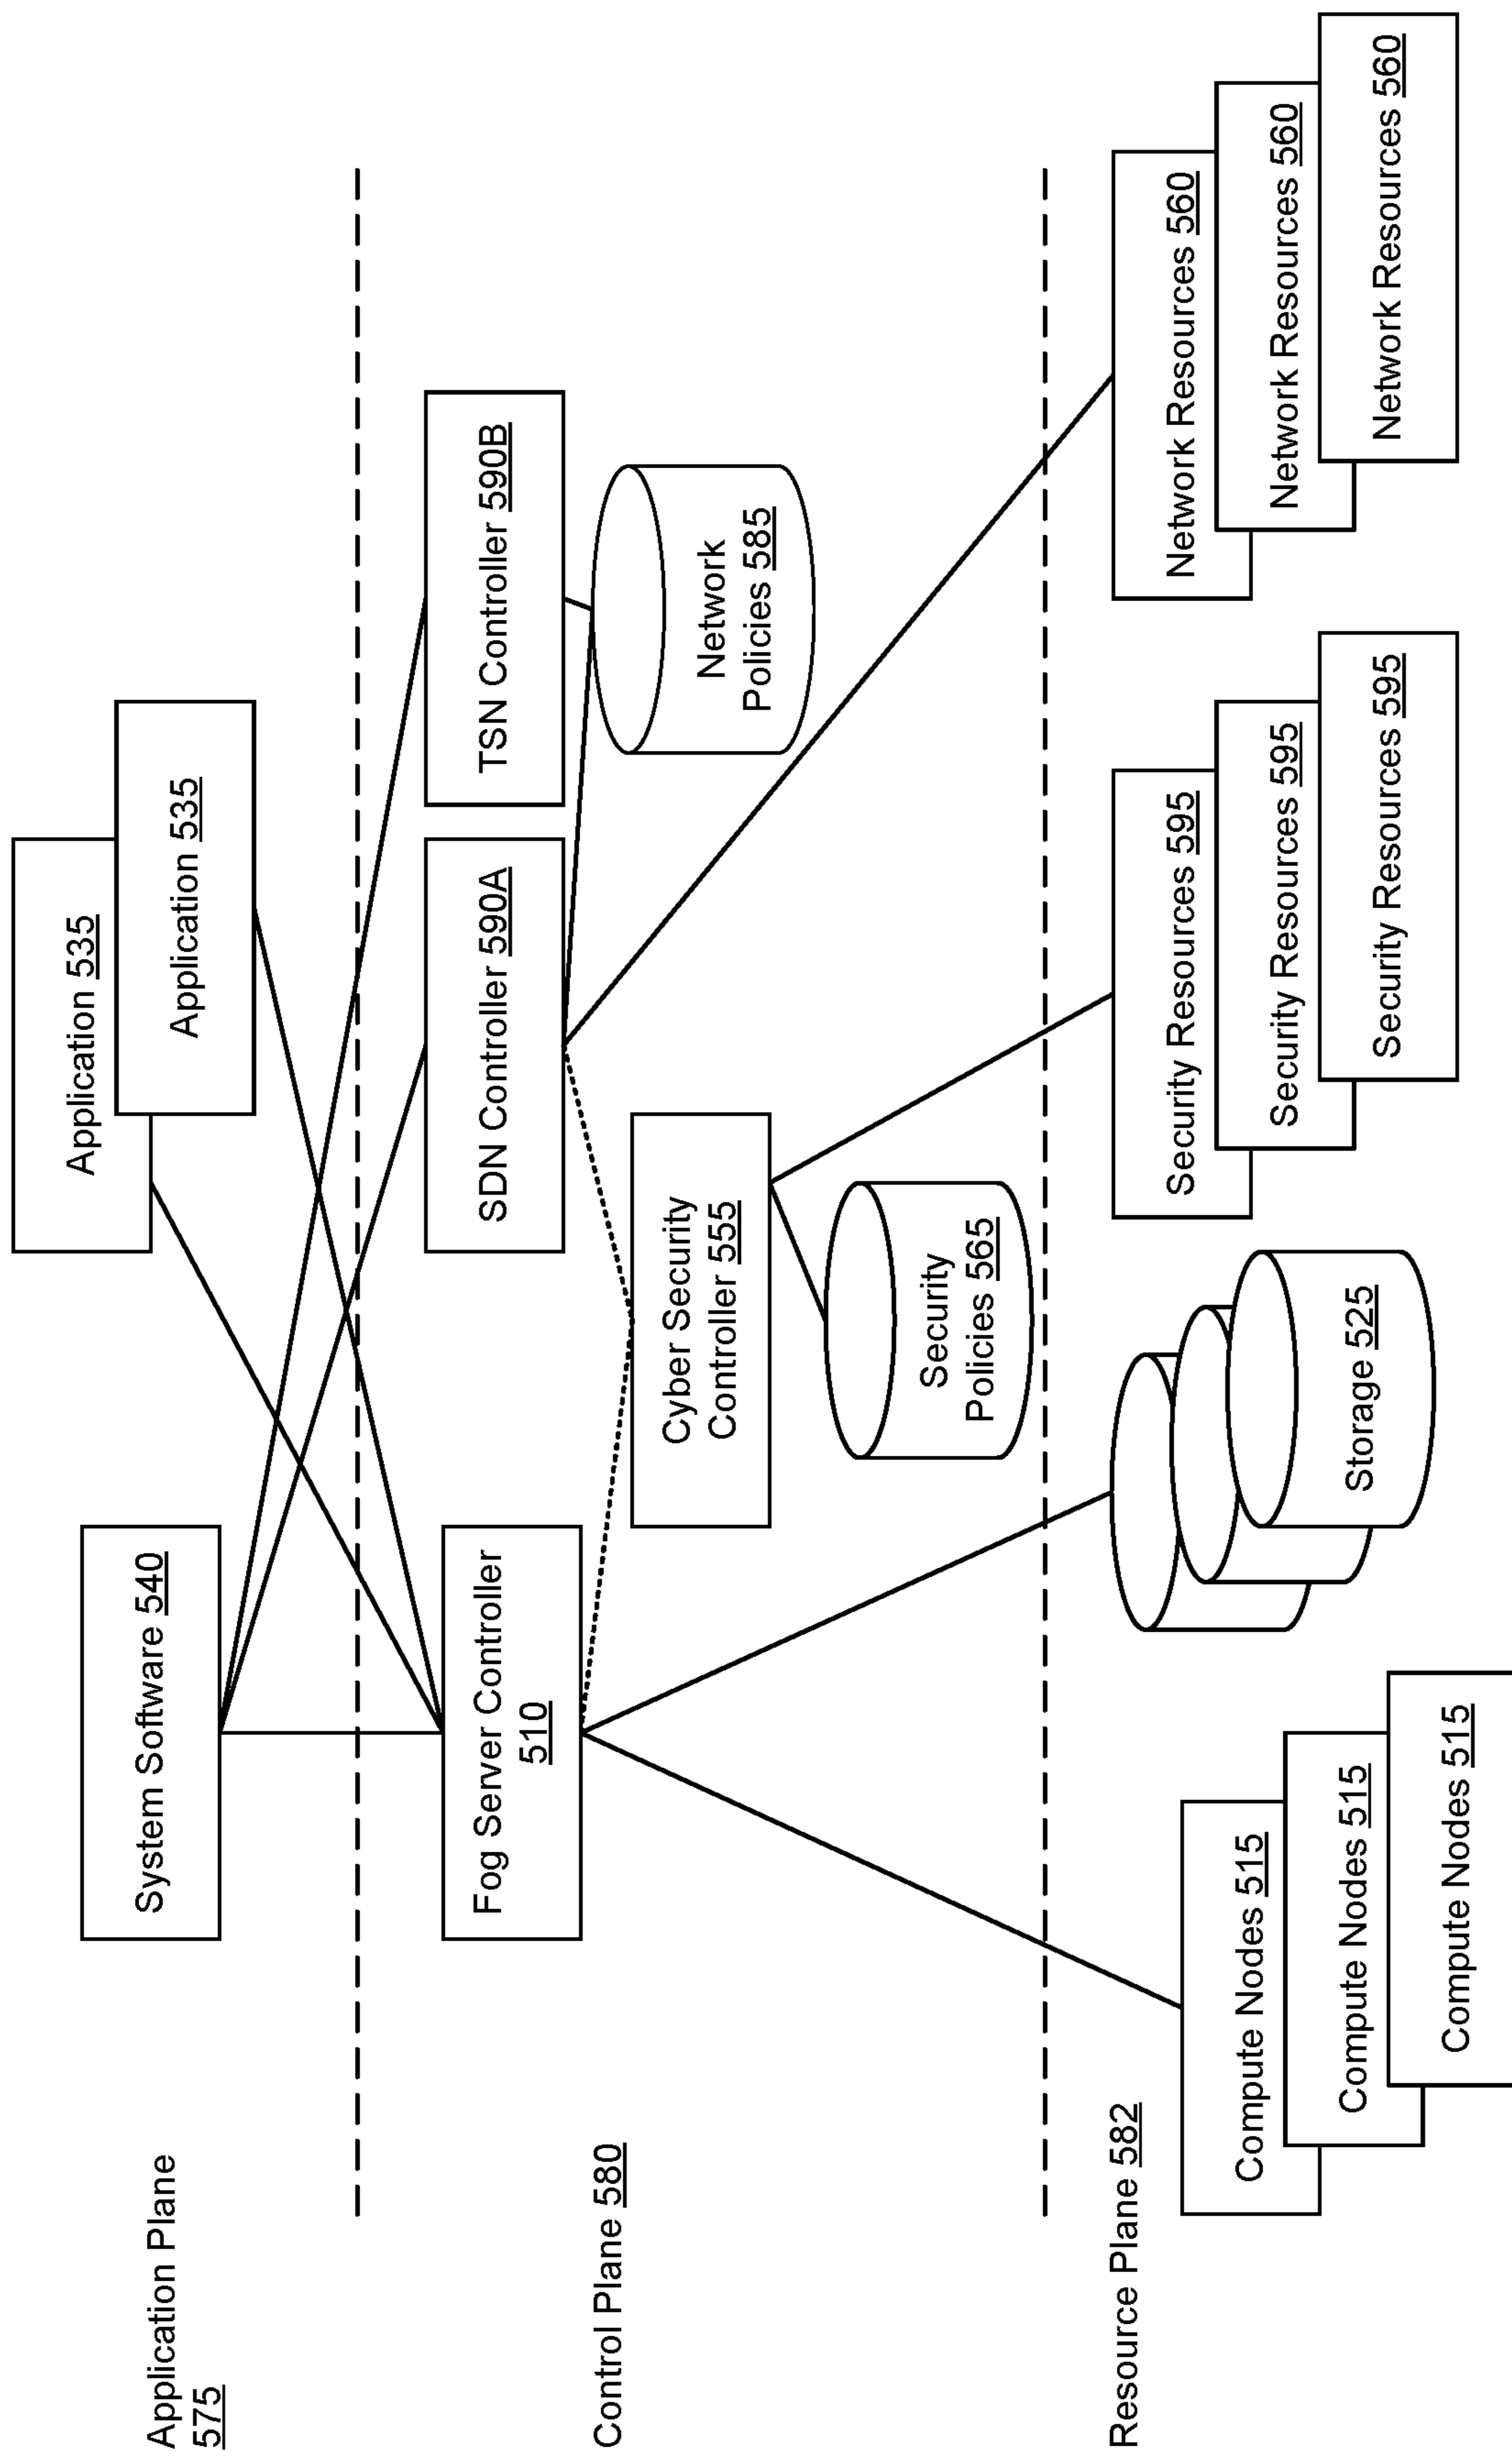 Application Plane
575
System Software 540
Application 535
Application 535
Control Plane 580
Fog Server Controller
510
SDN Controller 590A
TSN Controller 590B
Cyber Security
Controller 555
Network
Policies 585
Security
Policies 565
Resource Plane 582
Compute Nodes 515
Compute Nodes 515
Compute Nodes 515
Storage 525
Security Resources 595
Security Resources 595
Security Resources 595
Network Resources 560
Network Resources 560
Network Resources 560